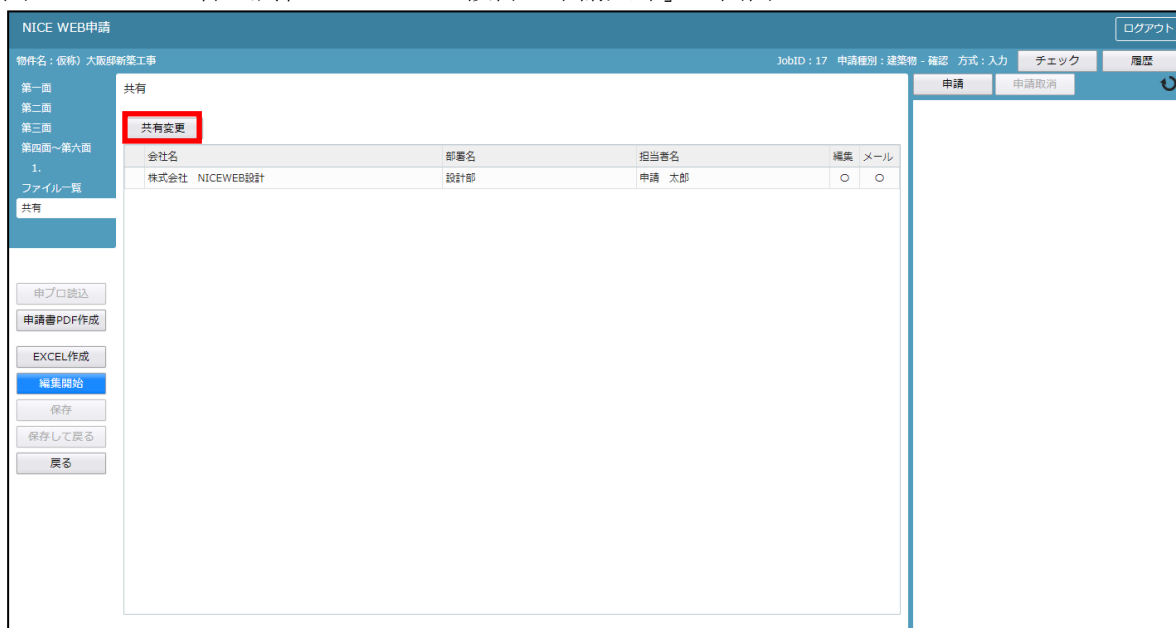 NICE WEB申請
ログアウト
物件名：仮称）大阪邸新築工事
JobID：17 申請種別：建築物 - 確認 方式：入力
チェック
履歴
第一面
第二面
第三面
第四面～第六面
1.
ファイル一覧
共有
申プロ読込
申請書PDF作成
EXCEL作成
編集開始
保存
保存して戻る
戻る
共有
共有変更
会社名 部署名 担当者名 編集 メール
株式会社 NICEWEB設計 設計部 申請 太郎 ○ ○
申請
申請取消